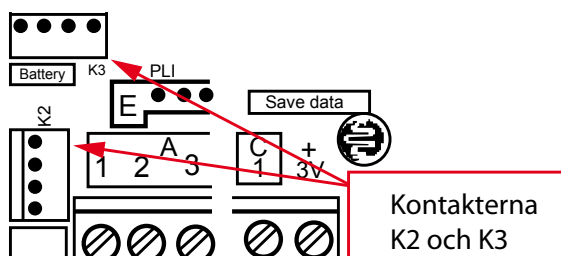 Battery
K3
PLI
E
Save data
K2
A
1 2 3
C
1
+
3V
Kontakterna
K2 och K3